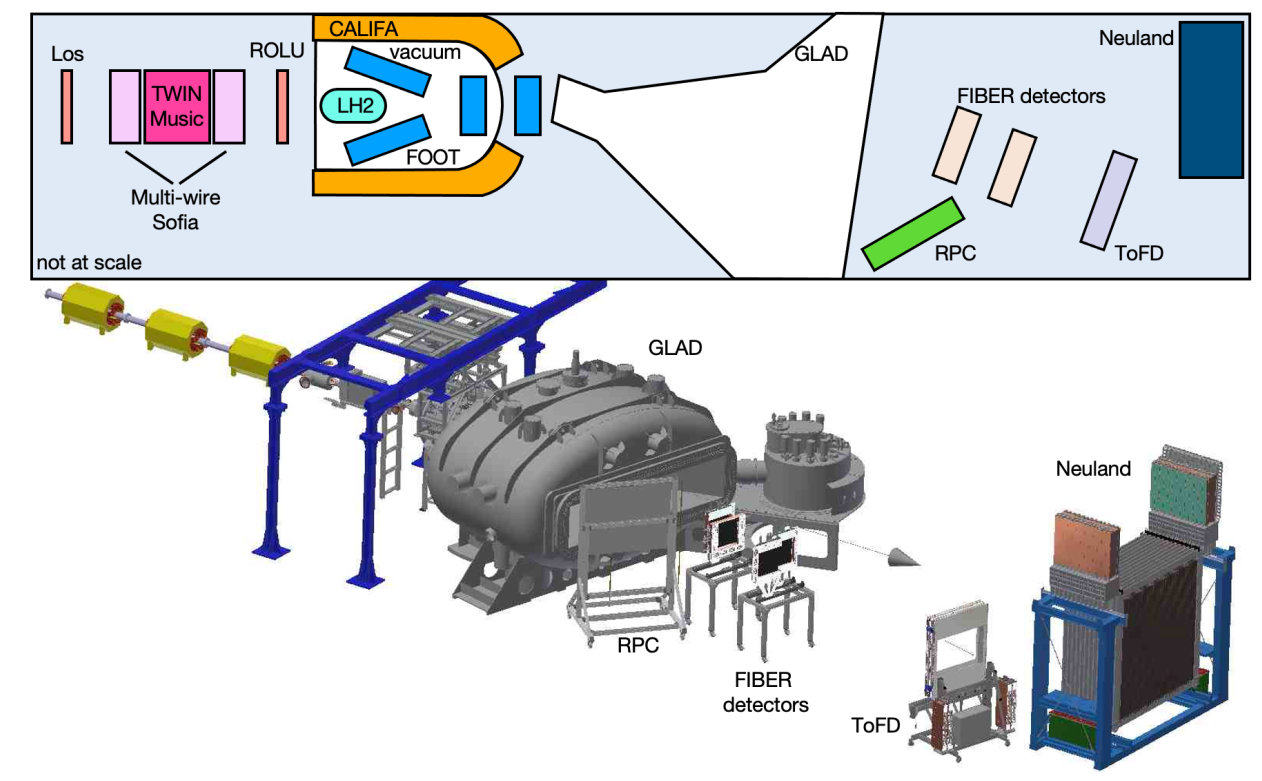 CALIFA
Los
ROLU
vacuum
GLAD
Neuland
TWIN
Music
LH2
FIBER detectors
FOOT
Multi-wire
Sofia
RPC
ToFD
not at scale
GLAD
Neuland
RPC
FIBER
detectors
ToFD